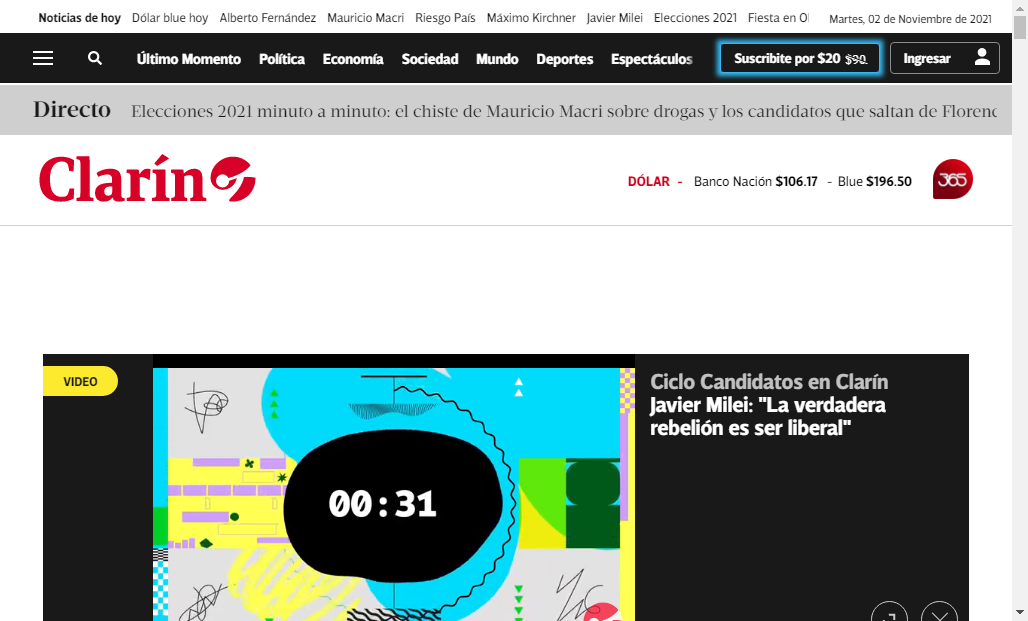 Noticias de hoy Dólar blue hoy Alberto Fernández Mauricio Macri Riesgo País Máximo Kirchner Javier Milei Elecciones 2021 Fiesta en Ol Martes, 02 de Noviembre de 2021
Último Momento Política Economía Sociedad Mundo Deportes Espectáculos Suscribite por $20 $90 Ingresar
Directo Elecciones 2021 minuto a minuto: el chiste de Mauricio Macri sobre drogas y los candidatos que saltan de Florenc
Clarín DÓLAR - Banco Nación $106.17 - Blue $196.50 365
VIDEO
Ciclo Candidatos en Clarín
Javier Milei: "La verdadera
rebelión es ser liberal"
00:31